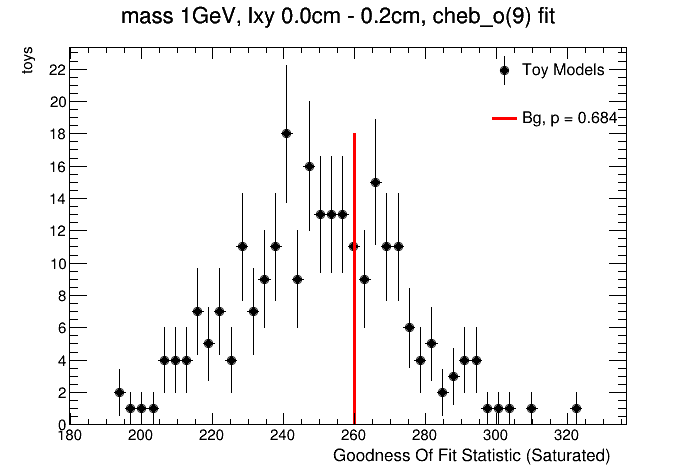 mass 1GeV, lxy 0.0cm - 0.2cm, cheb_o(9) fit
toys
Toy Models
Bg, p = 0.684
22
20
18
16
14
12
10
8
6
4
2
0
180 200 220 240 260 280 300 320
Goodness Of Fit Statistic (Saturated)